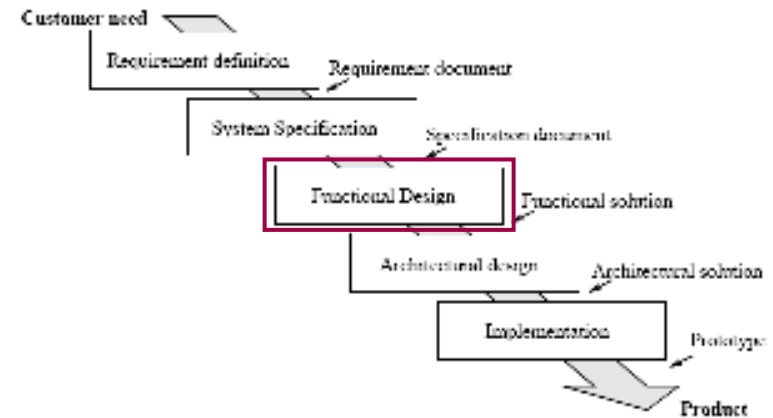 Customer need
Requirement definition
Requirement document
System Specification
Specification document
Functional Design
Functional solution
Architectural design
Architectural solution
Implementation
Prototype
Product